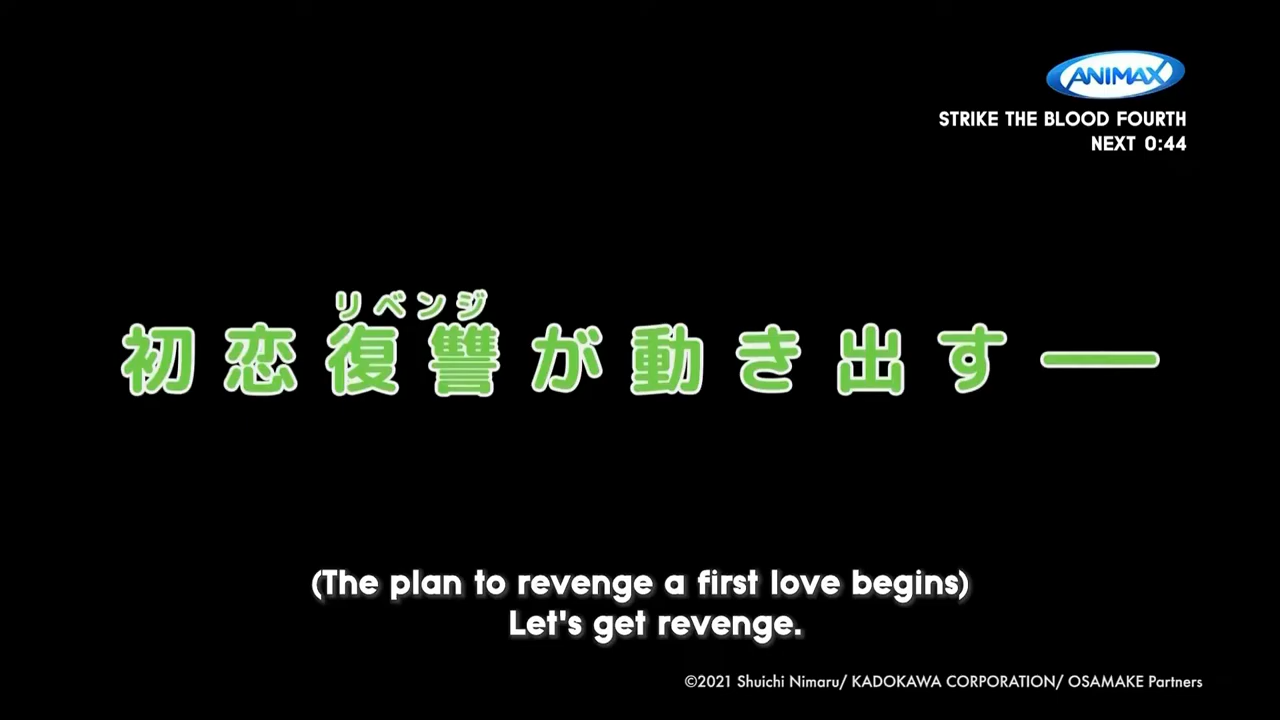 ANIMAX
STRIKE THE BLOOD FOURTH
NEXT 0:44
リベンジ
初恋復讐が動き出す――
(The plan to revenge a first love begins)
Let's get revenge.
©2021 Shuichi Nimaru/ KADOKAWA CORPORATION/ OSAMAKE Partners